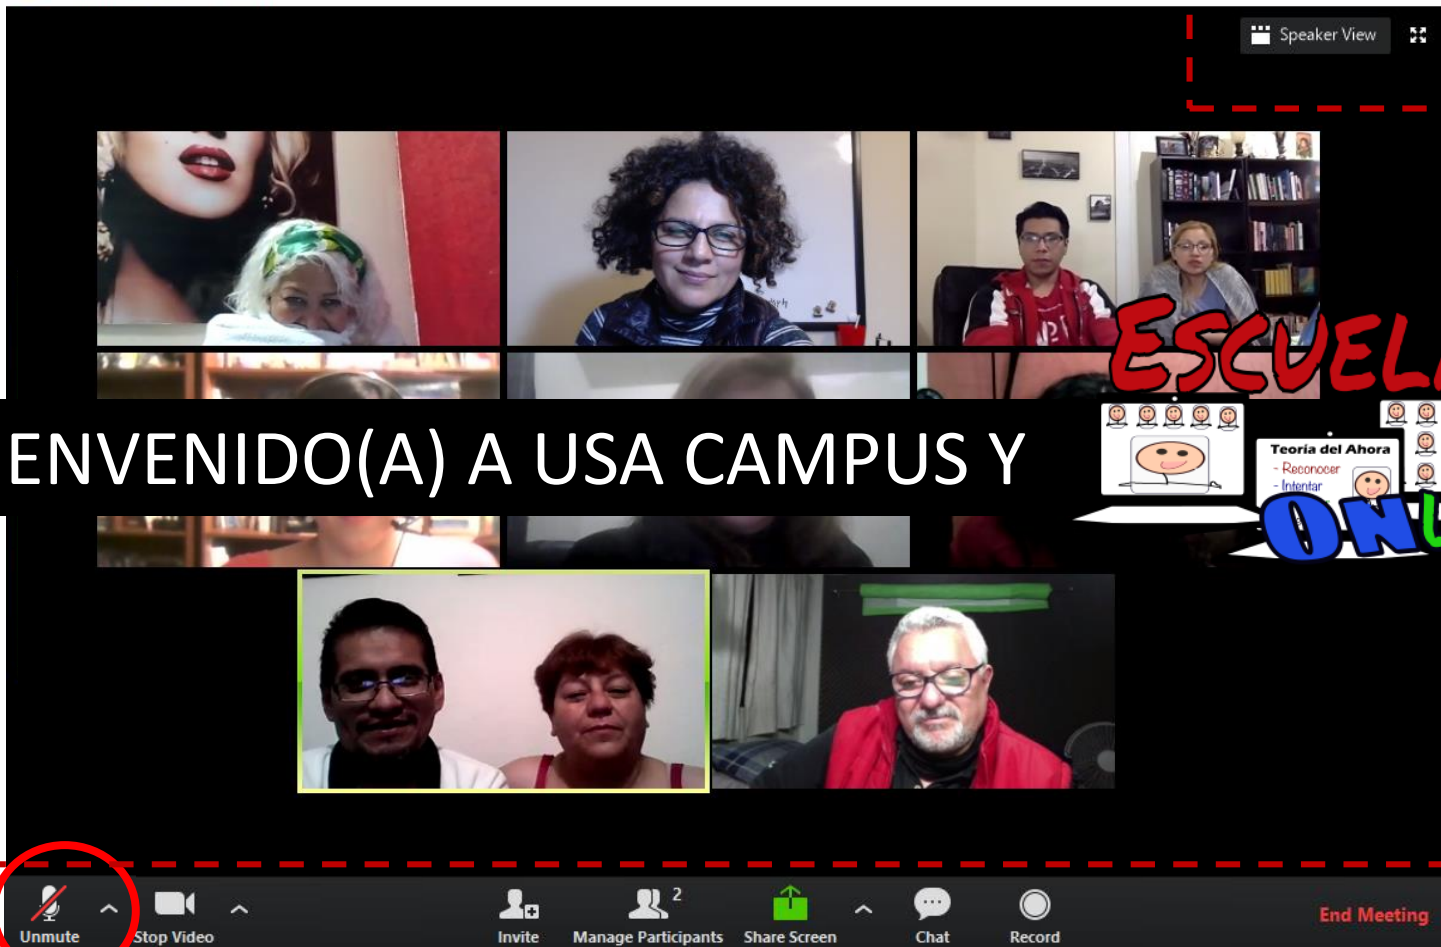 Speaker View
ESCUEL
ENVENIDO(A) A USA CAMPUS Y
Teoría del Ahora
- Reconocer
- Intentar
ON
2
Unmute
Stop Video
Invite
Manage Participants
Share Screen
Chat
Record
End Meeting